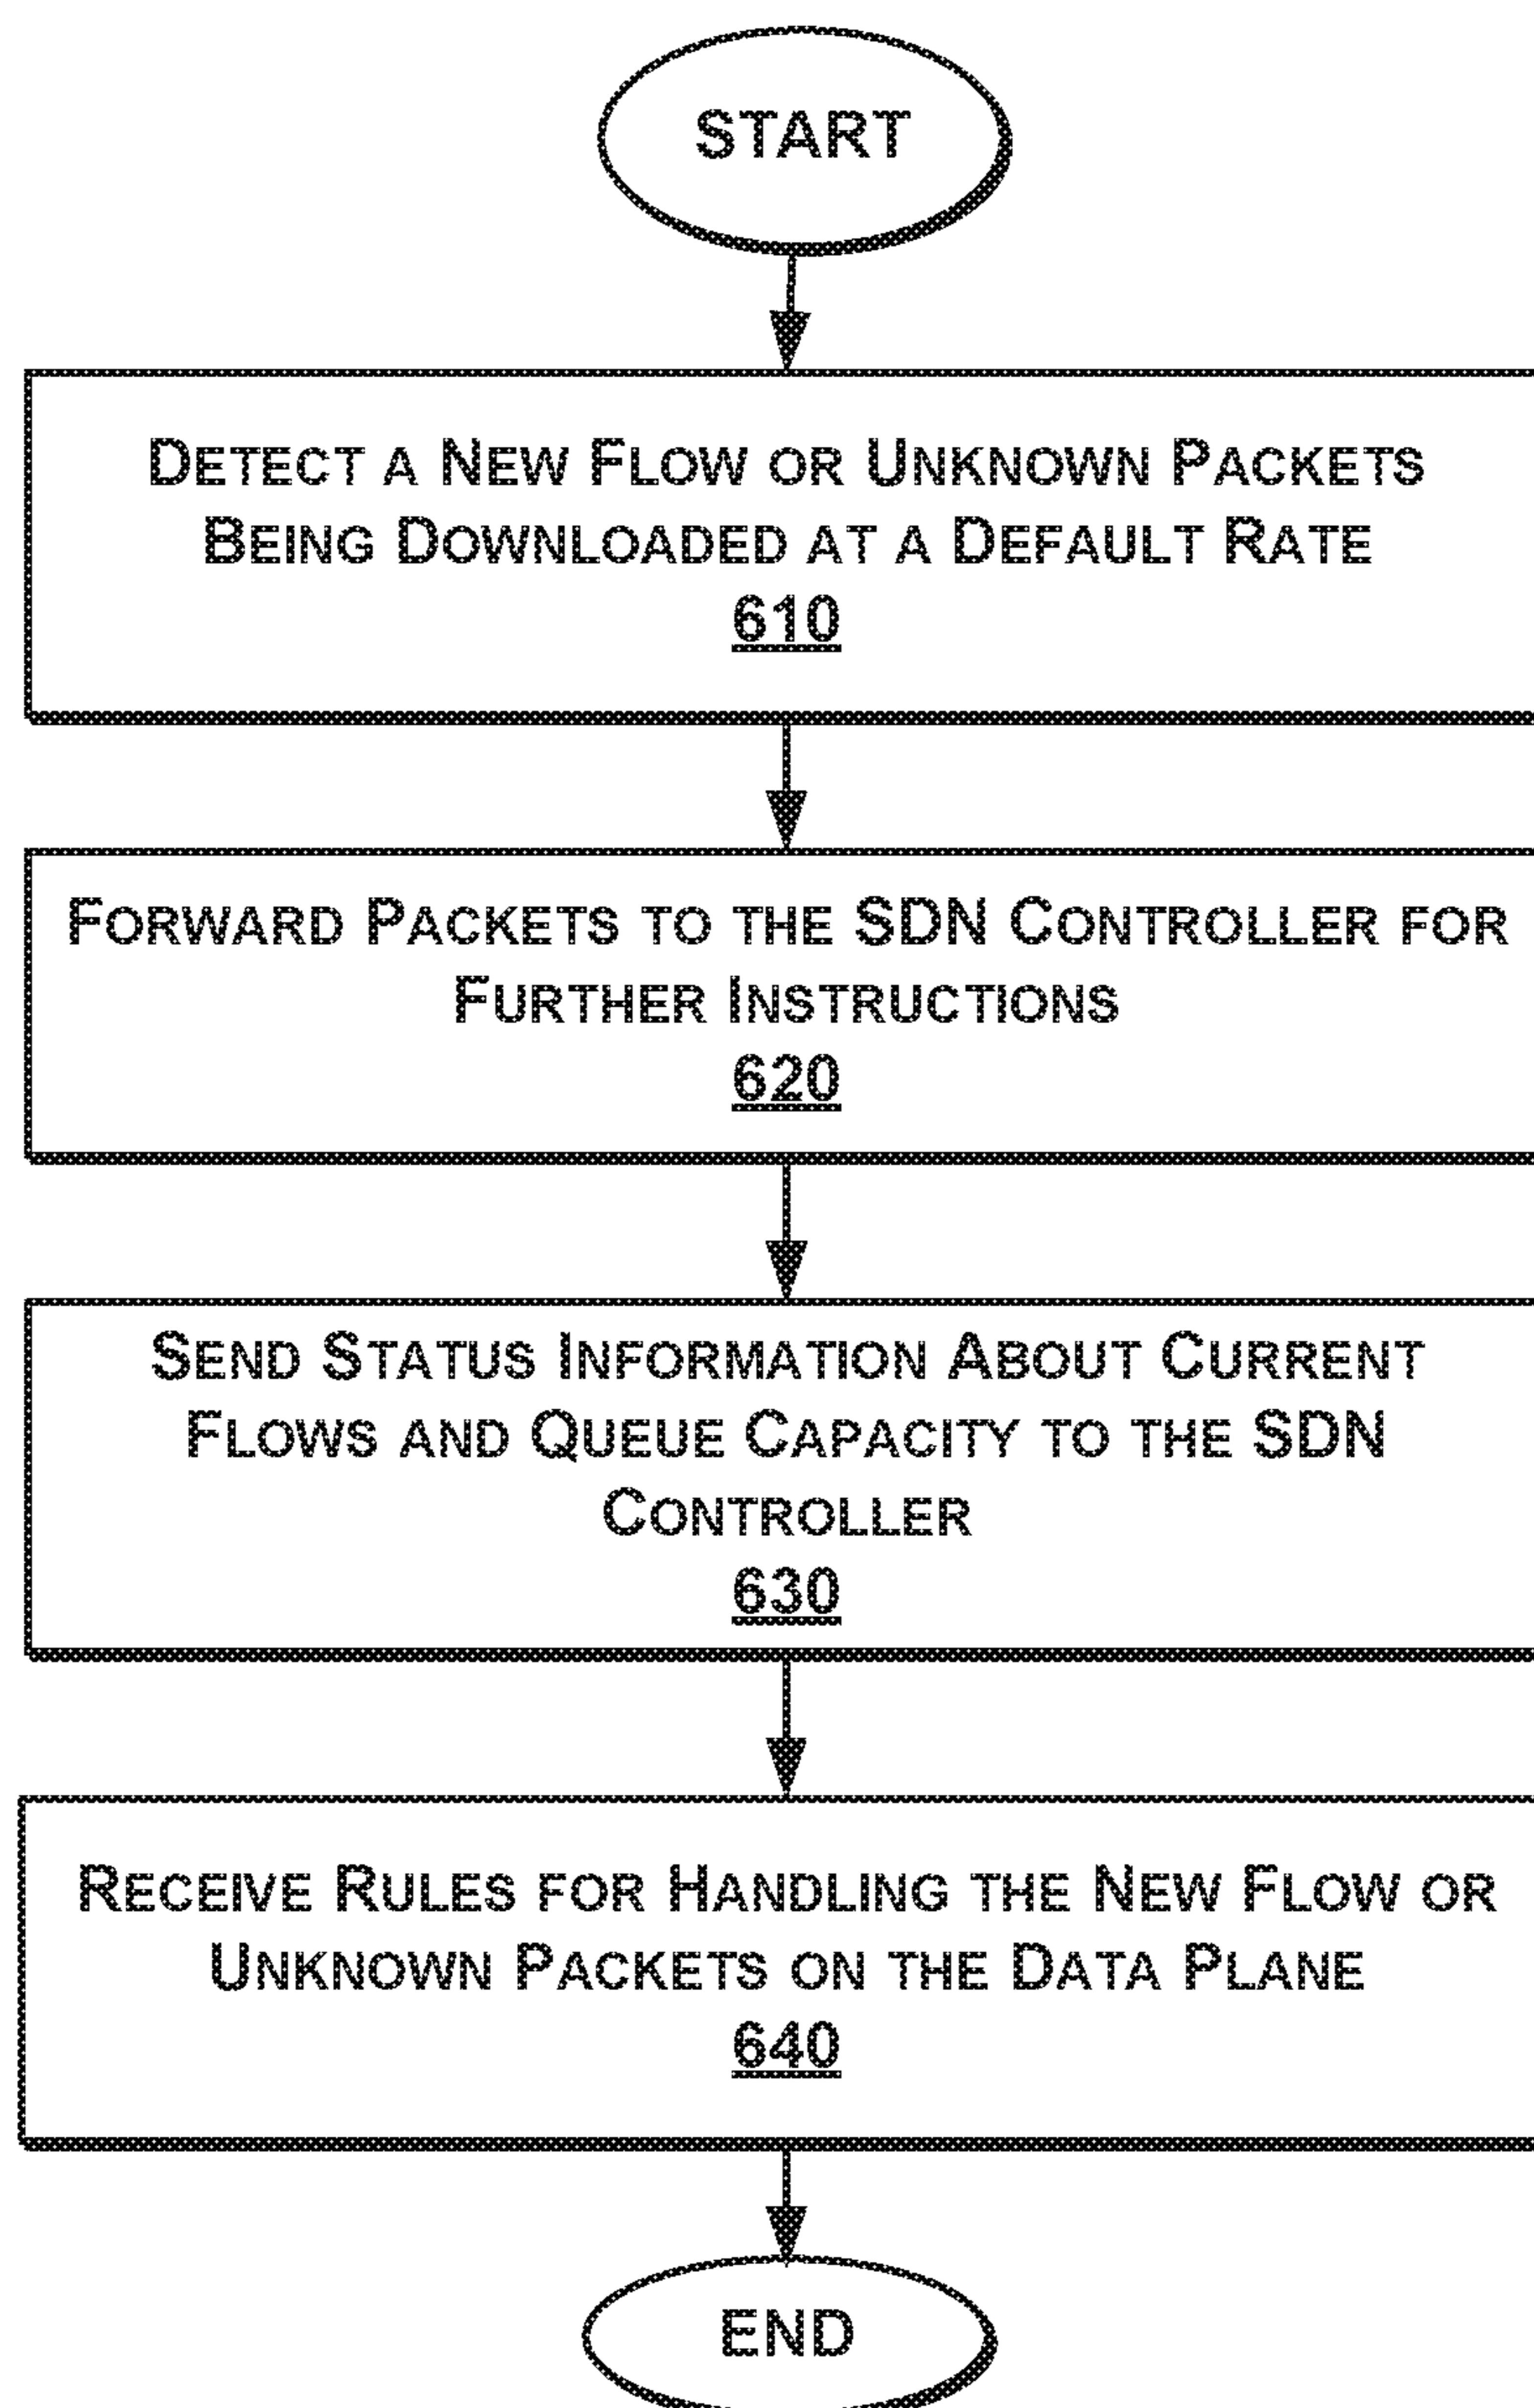 START
DETECT A NEW FLOW OR UNKNOWN PACKETS
BEING DOWNLOADED AT A DEFAULT RATE
610
FORWARD PACKETS TO THE SDN CONTROLLER FOR
FURTHER INSTRUCTIONS
620
SEND STATUS INFORMATION ABOUT CURRENT
FLOWS AND QUEUE CAPACITY TO THE SDN
CONTROLLER
630
RECEIVE RULES FOR HANDLING THE NEW FLOW OR
UNKNOWN PACKETS ON THE DATA PLANE
640
END